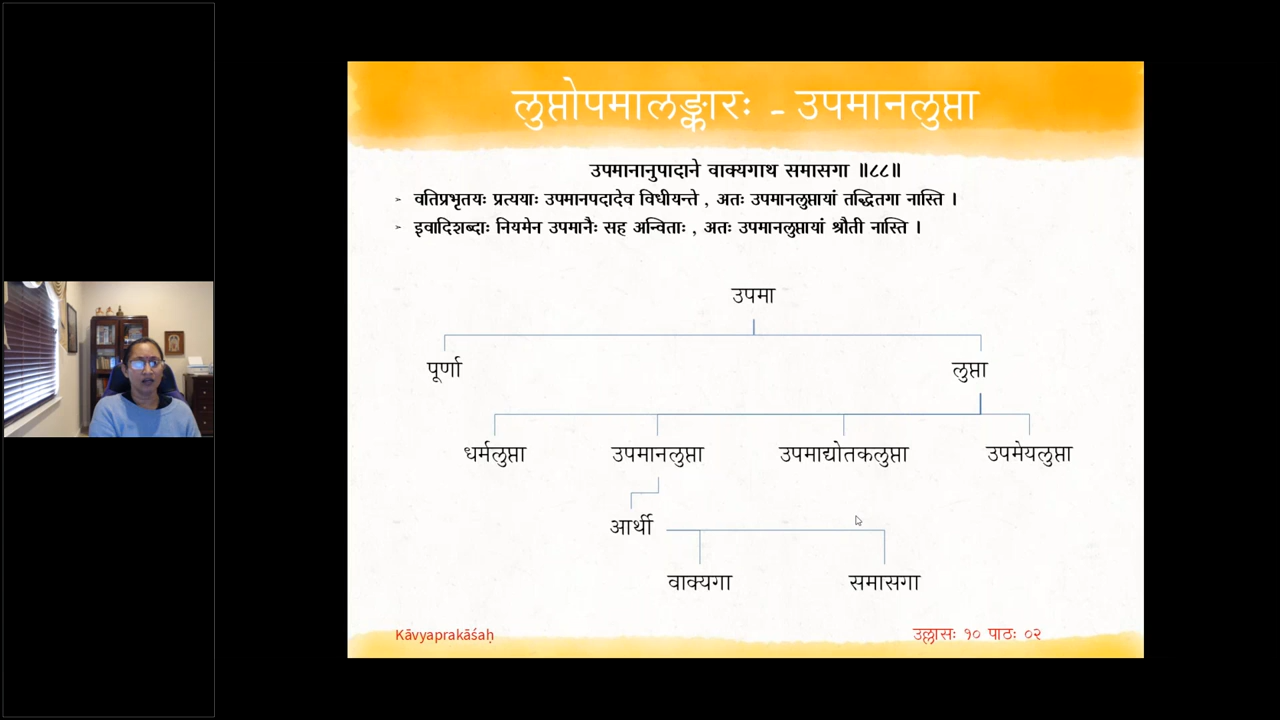 लुप्तोपमालङ्कारः - उपमानलुप्ता
उपमानानुपादाने वाक्यगाथ समासगा ॥८८॥
➢ वतिप्रभृतयः प्रत्ययाः उपमानपदादेव विधीयन्ते , अतः उपमानलुप्तायां तद्धितगा नास्ति ।
➢ इवादिशब्दाः नियमेन उपमानैः सह अन्विताः , अतः उपमानलुप्तायां श्रौती नास्ति ।
उपमा
पूर्णा लुप्ता
धर्मलुप्ता उपमानलुप्ता उपमाद्योतकलुप्ता उपमेयलुप्ता
आर्थी
वाक्यगा समासगा
Kāvyaprakāśaḥ उल्लासः १० पाठः ०२